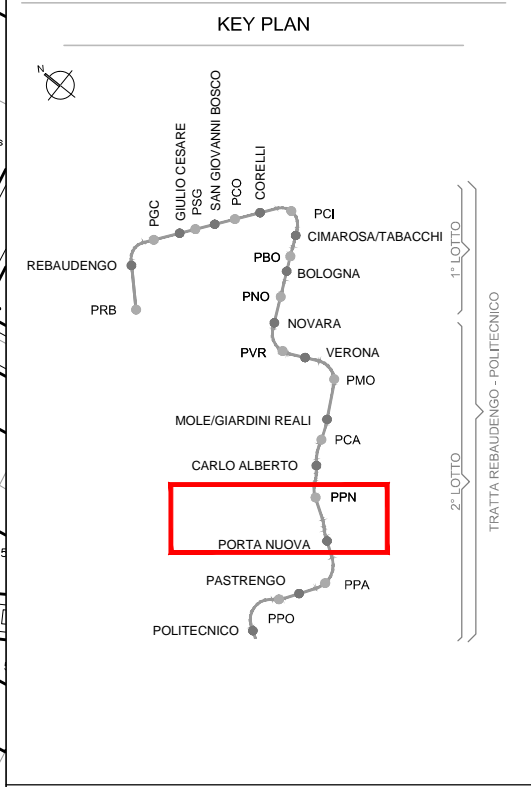 KEY PLAN
N
PGC
GIULIO CESARE
PSG
SAN GIOVANNI BOSCO
PCO
CORELLI
PCI
CIMAROSA/TABACCHI
PBO
REBAUDENGO
BOLOGNA
PNO
PRB
NOVARA
PVR
VERONA
PMO
MOLE/GIARDINI REALI
PCA
CARLO ALBERTO
PPN
PORTA NUOVA
PASTRENGO
PPA
PPO
POLITECNICO
1° LOTTO
2° LOTTO
TRATTA REBAUDENGO - POLITECNICO